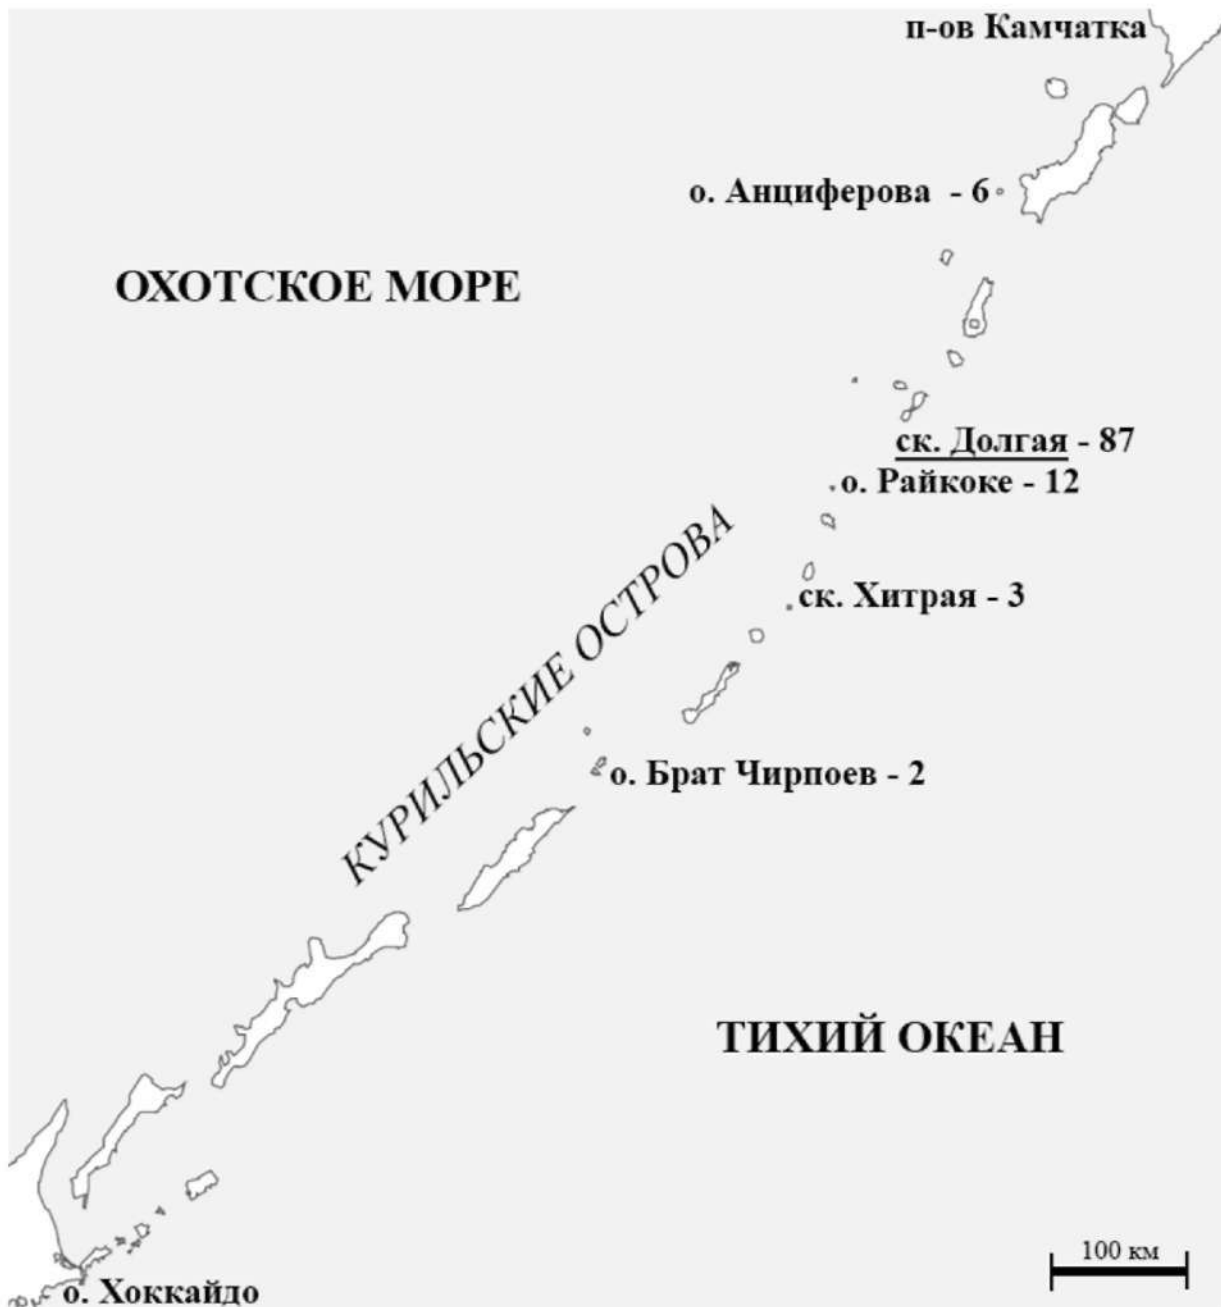 п-ов Камчатка
о. Анциферова - 6
ОХОТСКОЕ МОРЕ
ск. Долгая - 87
о. Райкоке - 12
КУРИЛЬСКИЕ ОСТРОВА
ск. Хитрая - 3
о. Брат Чирпоев - 2
ТИХИЙ ОКЕАН
100 км
о. Хоккайдо